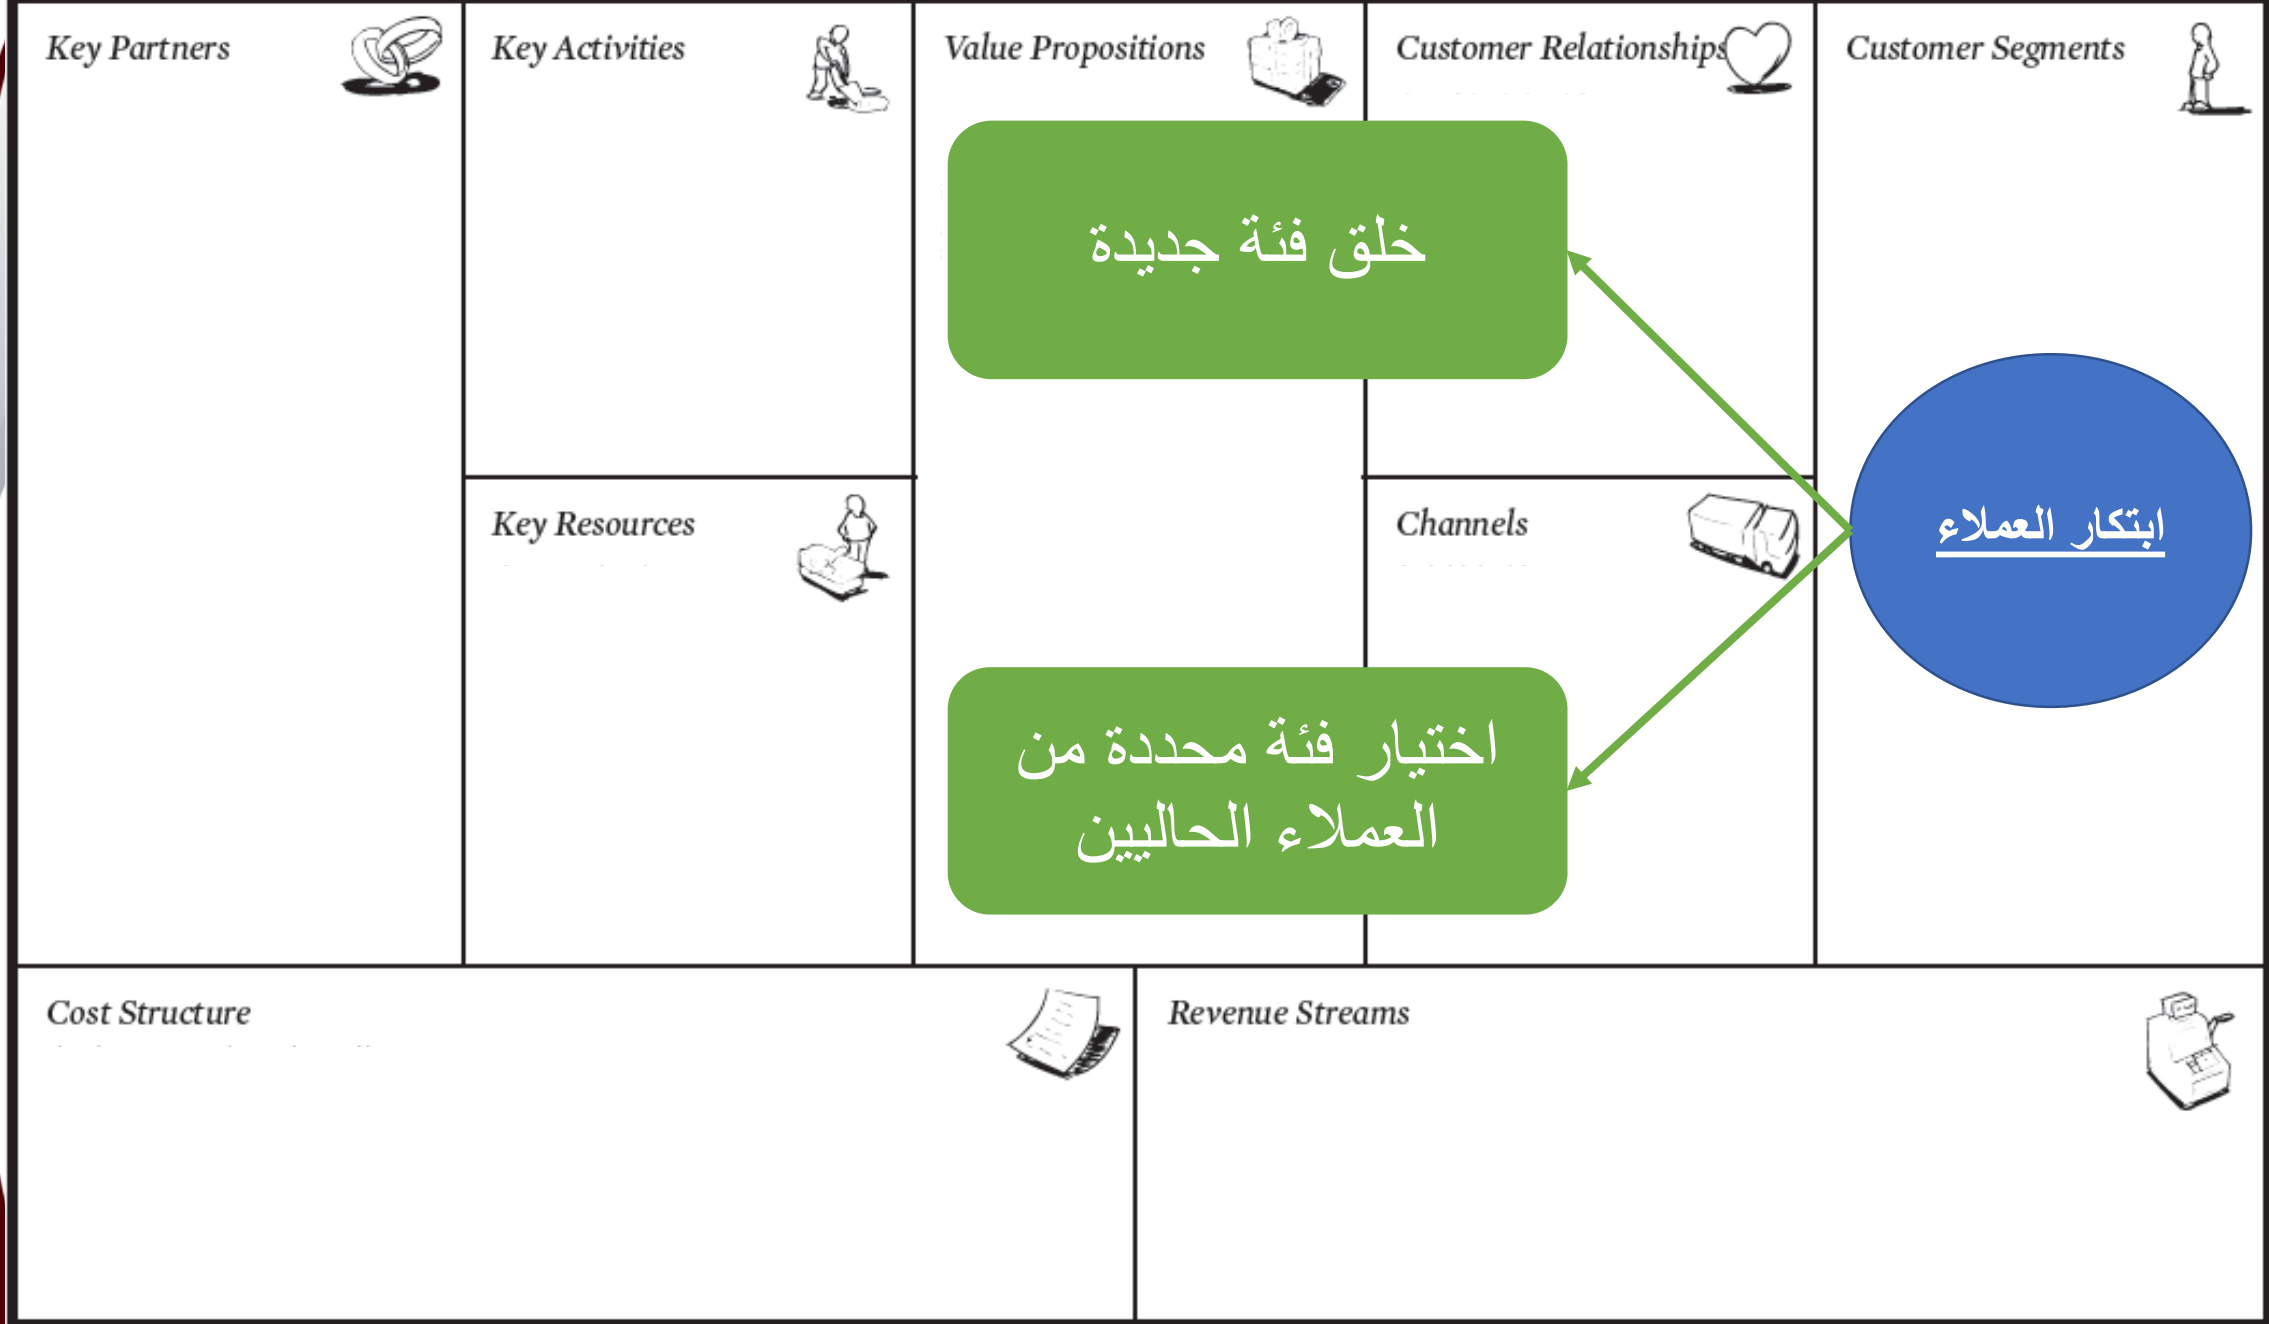 Key Partners
Key Activities
Value Propositions
Customer Relationships
Customer Segments
خلق فئة جديدة
ابتكار العملاء
Key Resources
Channels
اختيار فئة محددة من
العملاء الحاليين
Cost Structure
Revenue Streams